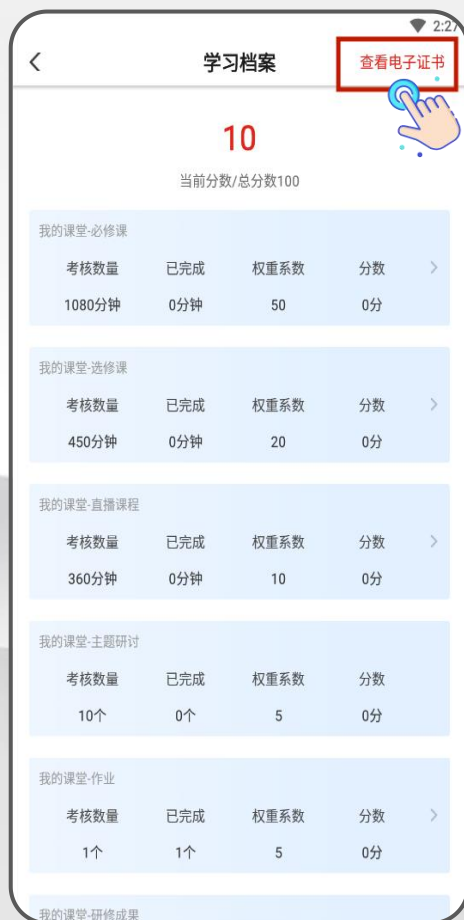 2:27
学习档案
查看电子证书
10
当前分数/总分数100
我的课堂-必修课
考核数量 已完成 权重系数 分数
1080分钟 0分钟 50 0分
我的课堂-选修课
考核数量 已完成 权重系数 分数
450分钟 0分钟 20 0分
我的课堂-直播课程
考核数量 已完成 权重系数 分数
360分钟 0分钟 10 0分
我的课堂-主题研讨
考核数量 已完成 权重系数 分数
10个 0个 5 0分
我的课堂-作业
考核数量 已完成 权重系数 分数
1个 1个 5 0分
我的课堂-研修成果